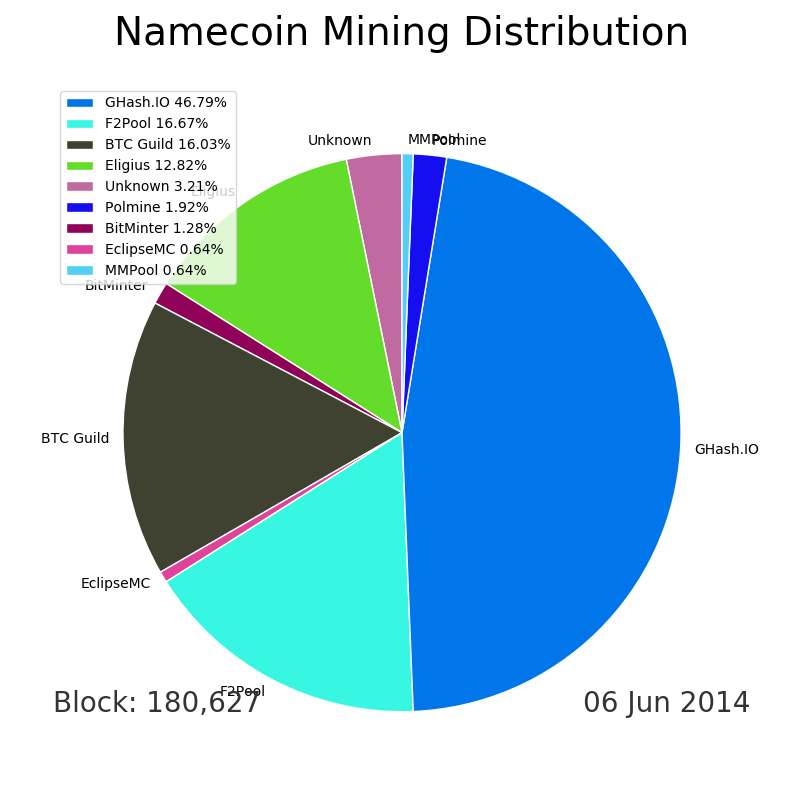 Namecoin Mining Distribution
GHash.IO 46.79%
F2Pool 16.67%
BTC Guild 16.03%
Eligius 12.82%
Unknown 3.21%
Polmine 1.92%
BitMinter 1.28%
EclipseMC 0.64%
MMPool 0.64%
Unknown
MMPool
Polmine
Eligius
BitMinter
BTC Guild
GHash.IO
EclipseMC
F2Pool
Block: 180,627
06 Jun 2014